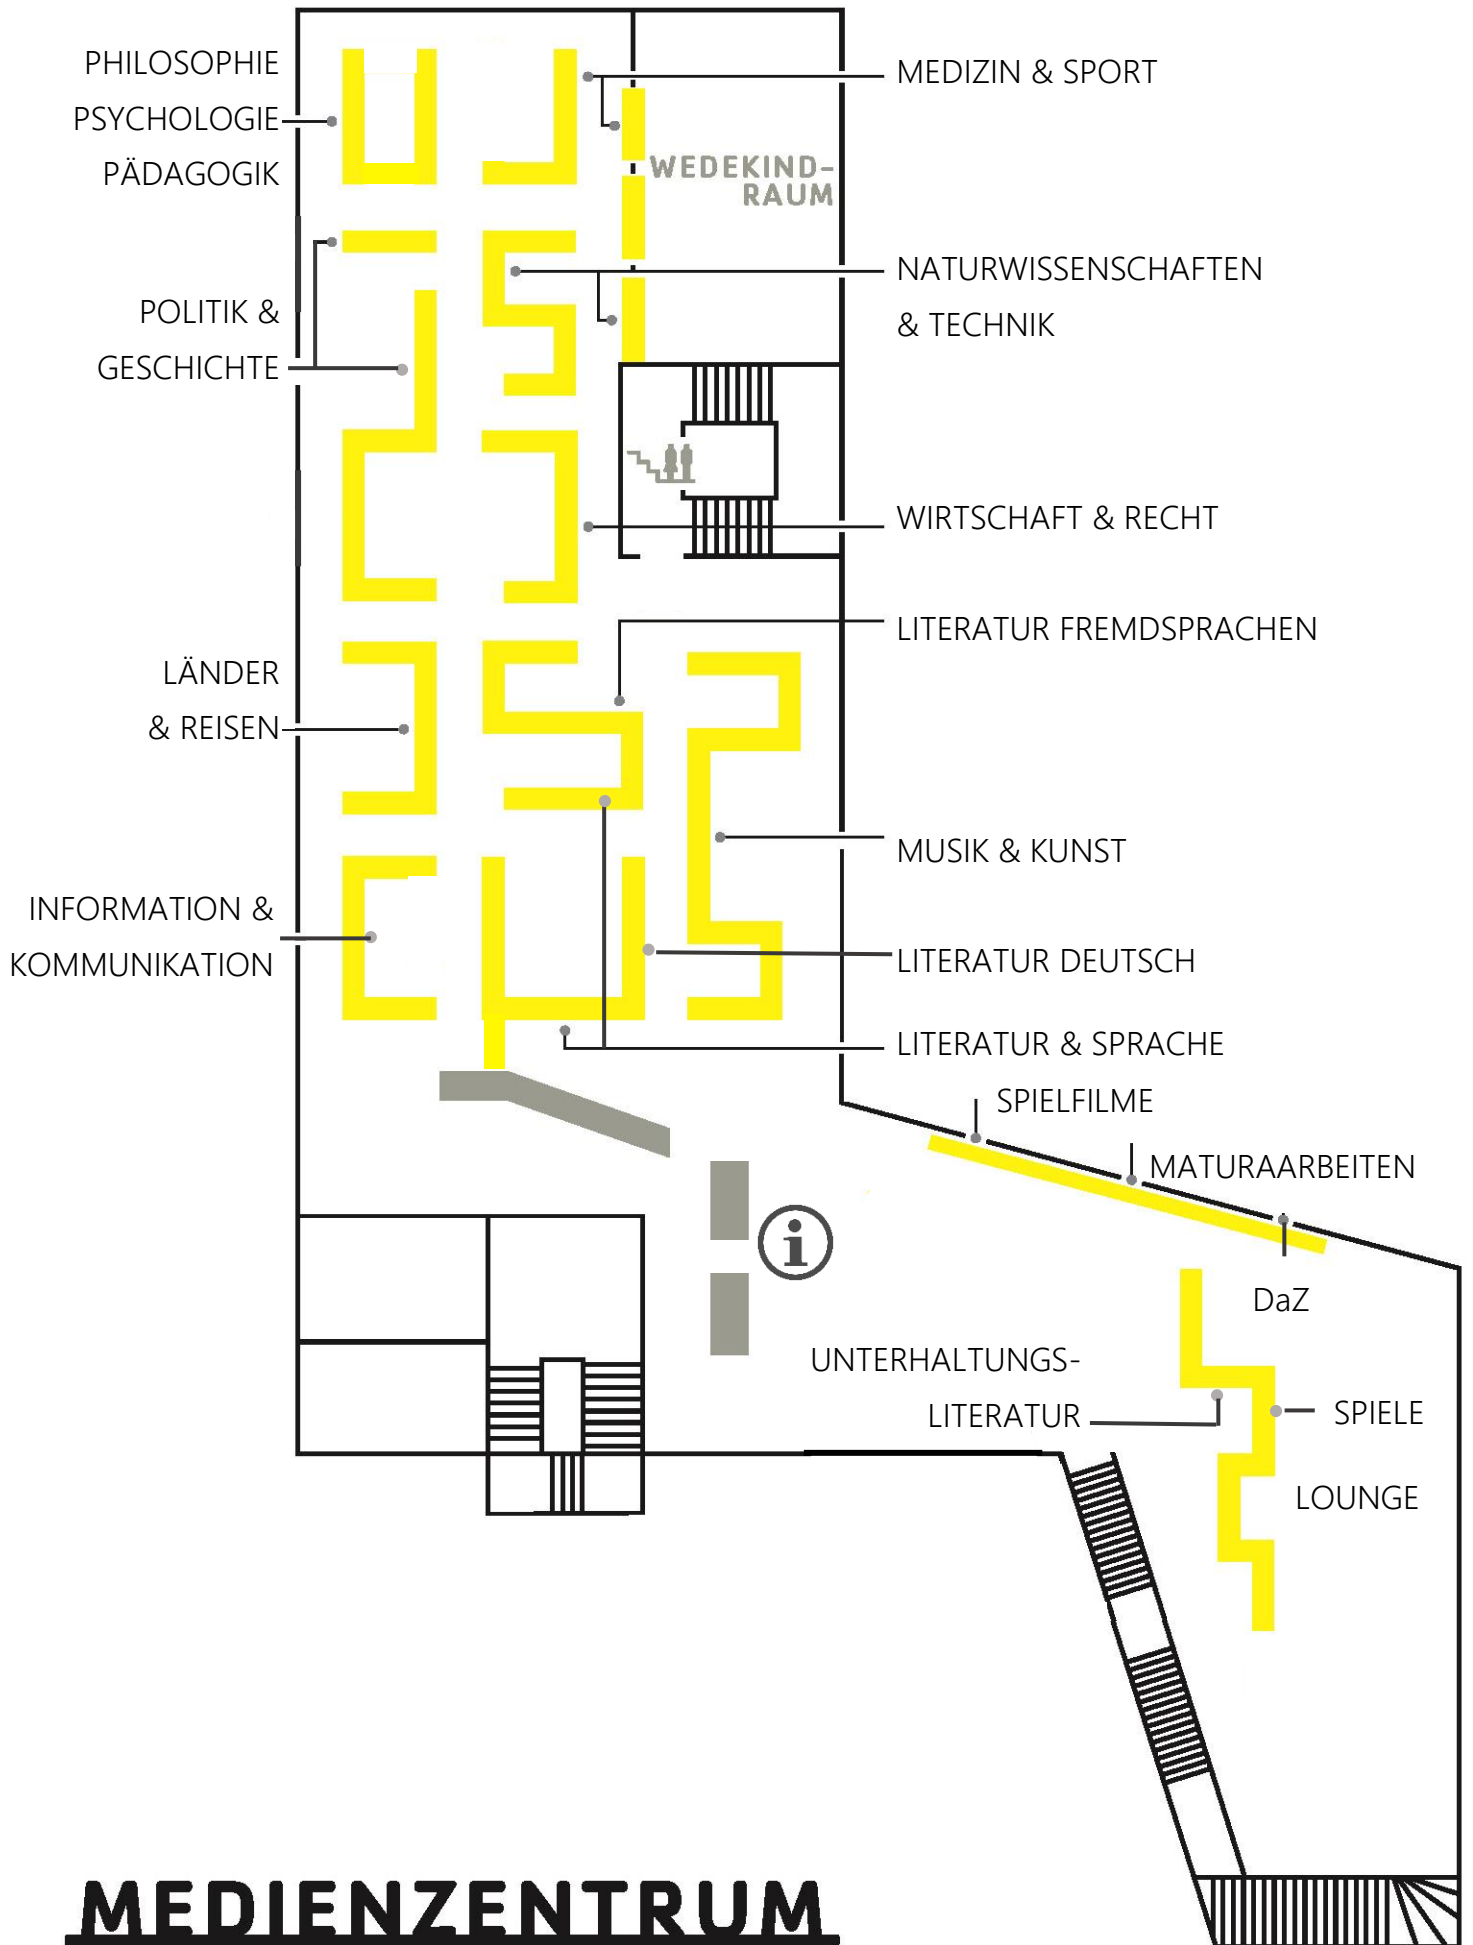 PHILOSOPHIE
PSYCHOLOGIE
PÄDAGOGIK
MEDIZIN & SPORT
WEDEKIND-
RAUM
NATURWISSENSCHAFTEN
& TECHNIK
POLITIK &
GESCHICHTE
WIRTSCHAFT & RECHT
LITERATUR FREMDSPRACHEN
LÄNDER
& REISEN
MUSIK & KUNST
INFORMATION &
KOMMUNIKATION
LITERATUR DEUTSCH
LITERATUR & SPRACHE
SPIELFILME
MATURAARBEITEN
i
DaZ
UNTERHALTUNGS-
LITERATUR
SPIELE
LOUNGE
MEDIENZENTRUM